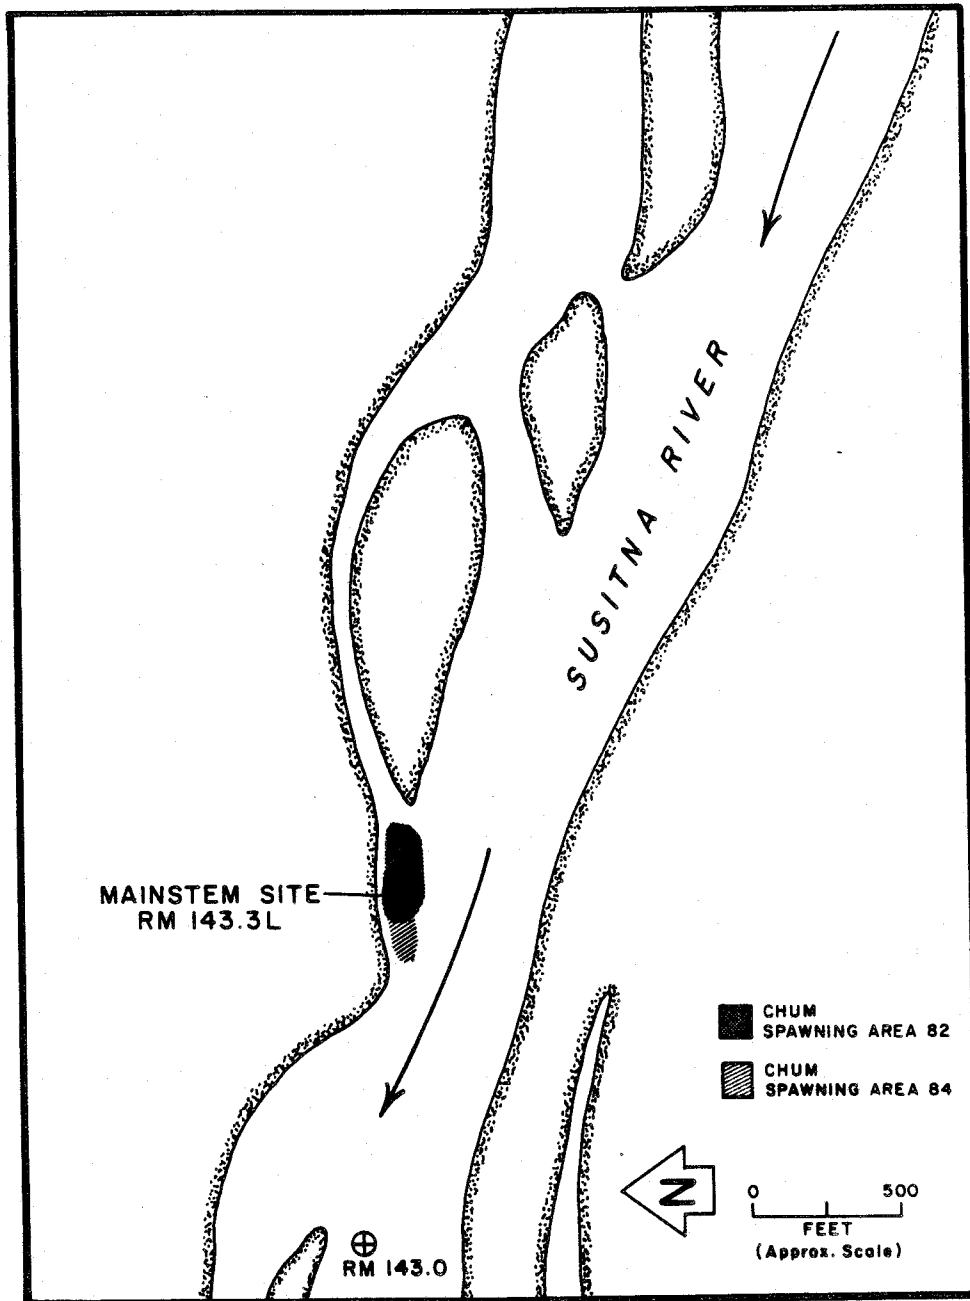 SUSITNA RIVER
MAINSTEM SITE
RM 143.3L
CHUM
SPAWNING AREA 82
CHUM
SPAWNING AREA 84
N
0 500
FEET
(Approx. Scale)
RM 143.0